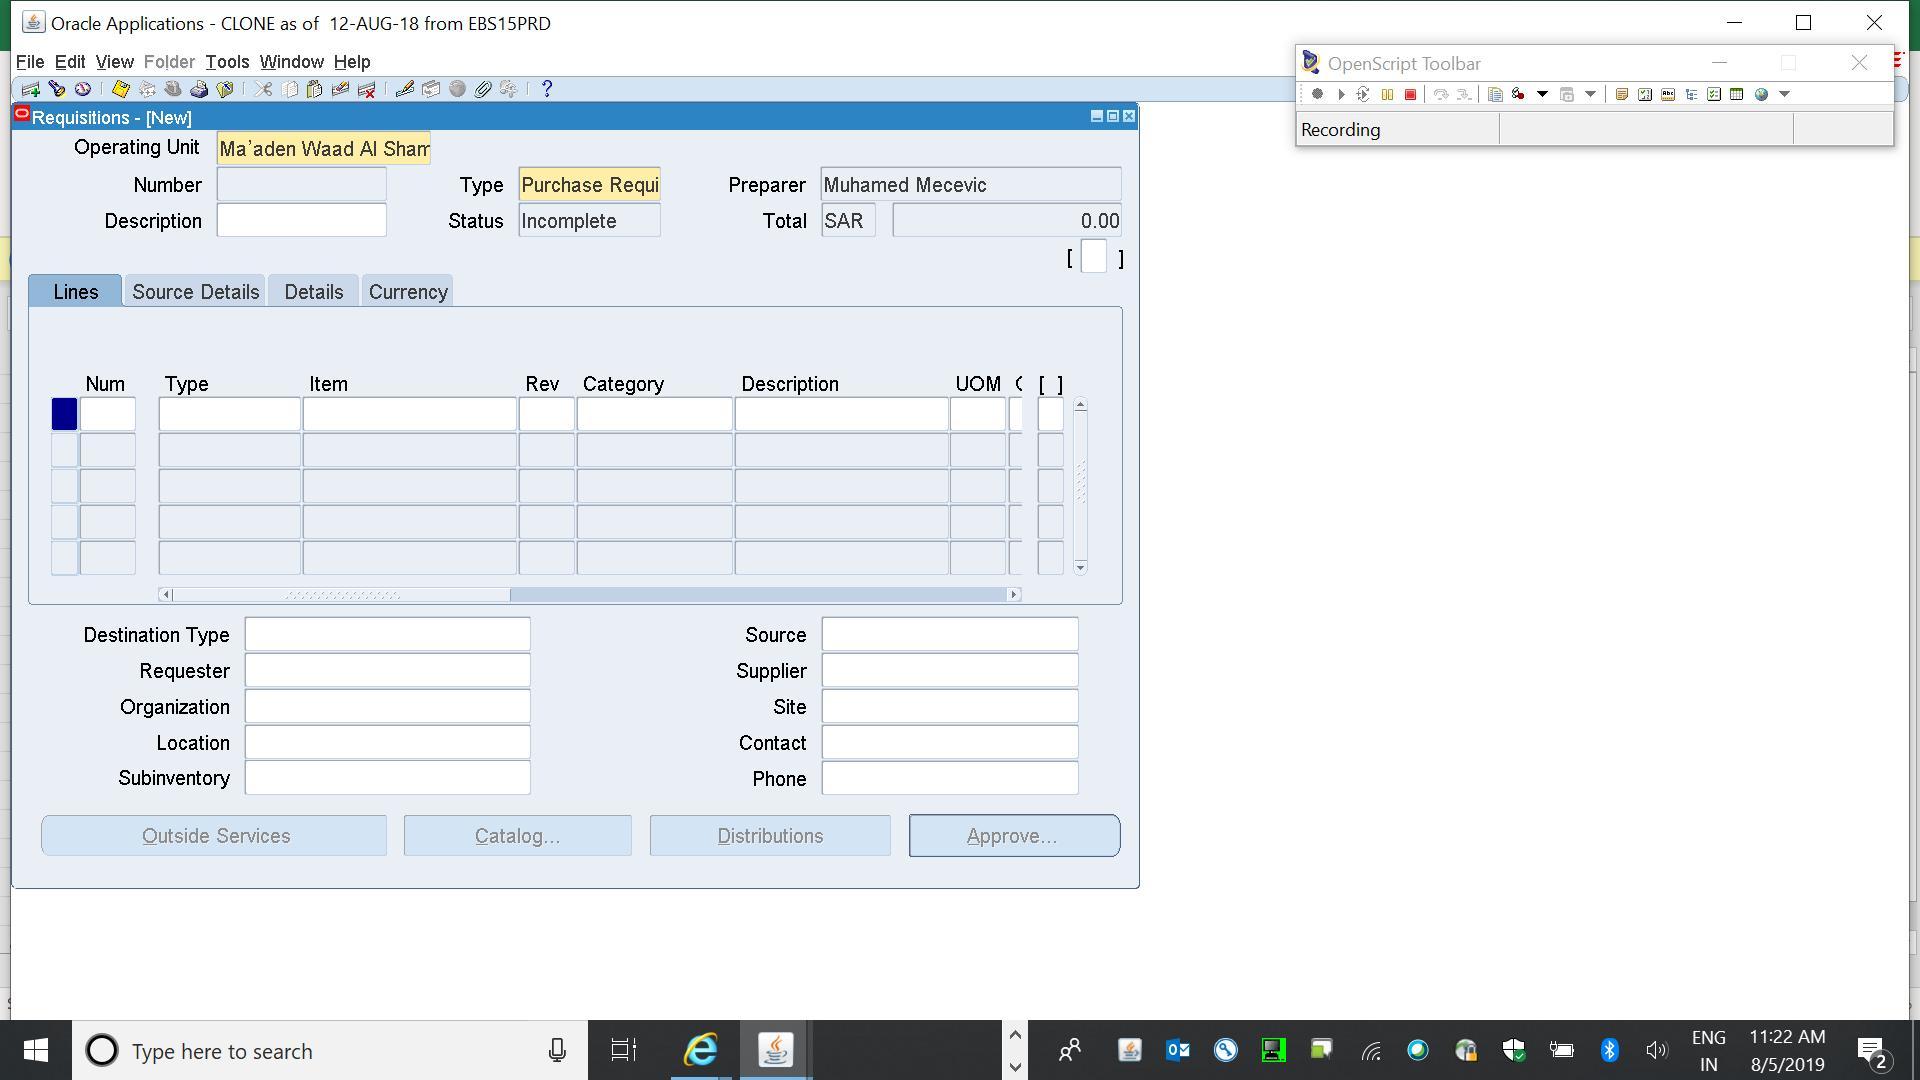 Oracle Applications - CLONE as of 12-AUG-18 from EBS15PRD
File Edit View Folder Tools Window Help
OpenScript Toolbar
Recording
Requisitions - [New]
Operating Unit Ma'aden Waad Al Sham
Number Type Purchase Requi Preparer Muhamed Mecevic
Description Status Incomplete Total SAR 0.00
[ ]
Lines Source Details Details Currency
Num Type Item Rev Category Description UOM [ ]
Destination Type Source
Requester Supplier
Organization Site
Location Contact
Subinventory Phone
Outside Services Catalog... Distributions Approve...
Type here to search
ENG 11:22 AM
IN 8/5/2019 2